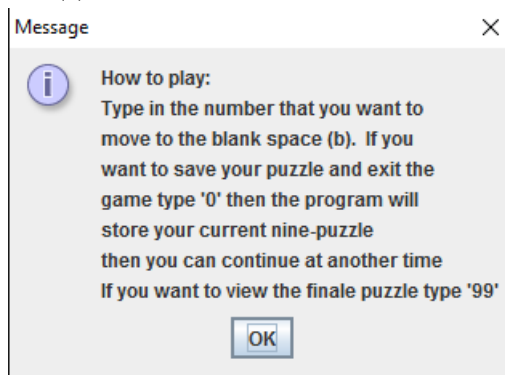 Message
How to play:
Type in the number that you want to
move to the blank space (b). If you
want to save your puzzle and exit the
game type '0' then the program will
store your current nine-puzzle
then you can continue at another time
If you want to view the finale puzzle type '99'
OK